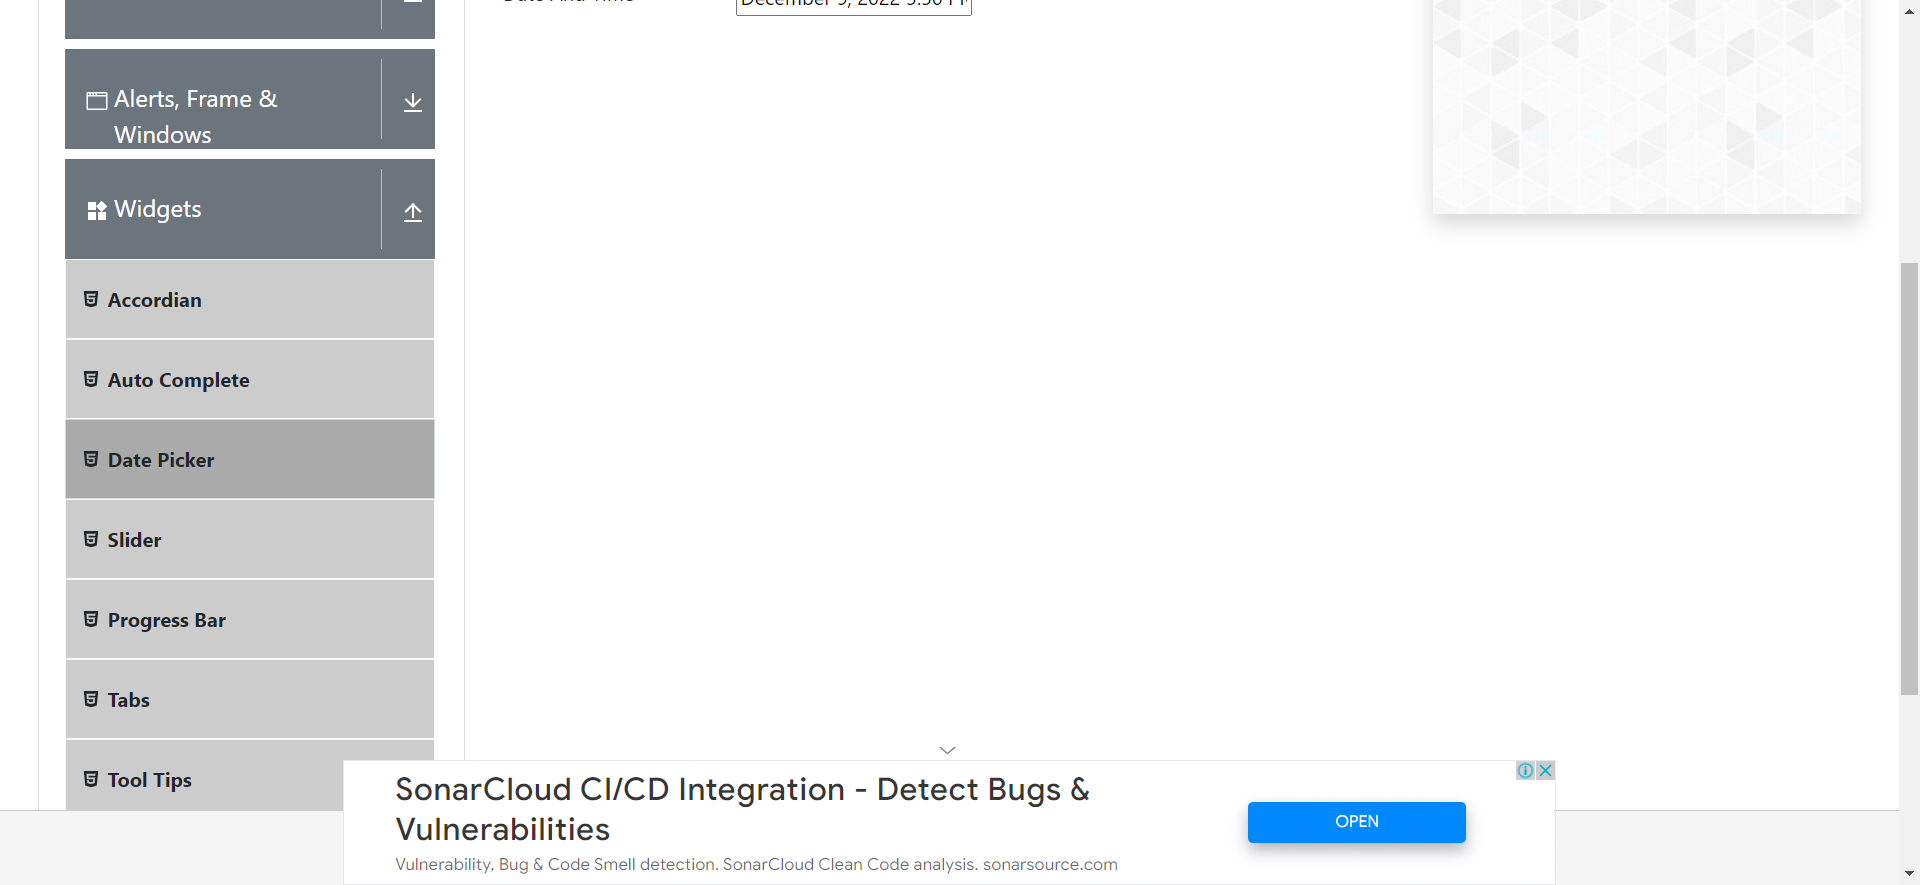 Alerts, Frame &
Windows
Widgets
Accordian
Auto Complete
Date Picker
Slider
Progress Bar
Tabs
Tool Tips
SonarCloud CI/CD Integration - Detect Bugs &
Vulnerabilities
Vulnerability, Bug & Code Smell detection. SonarCloud Clean Code analysis. sonarsource.com
OPEN